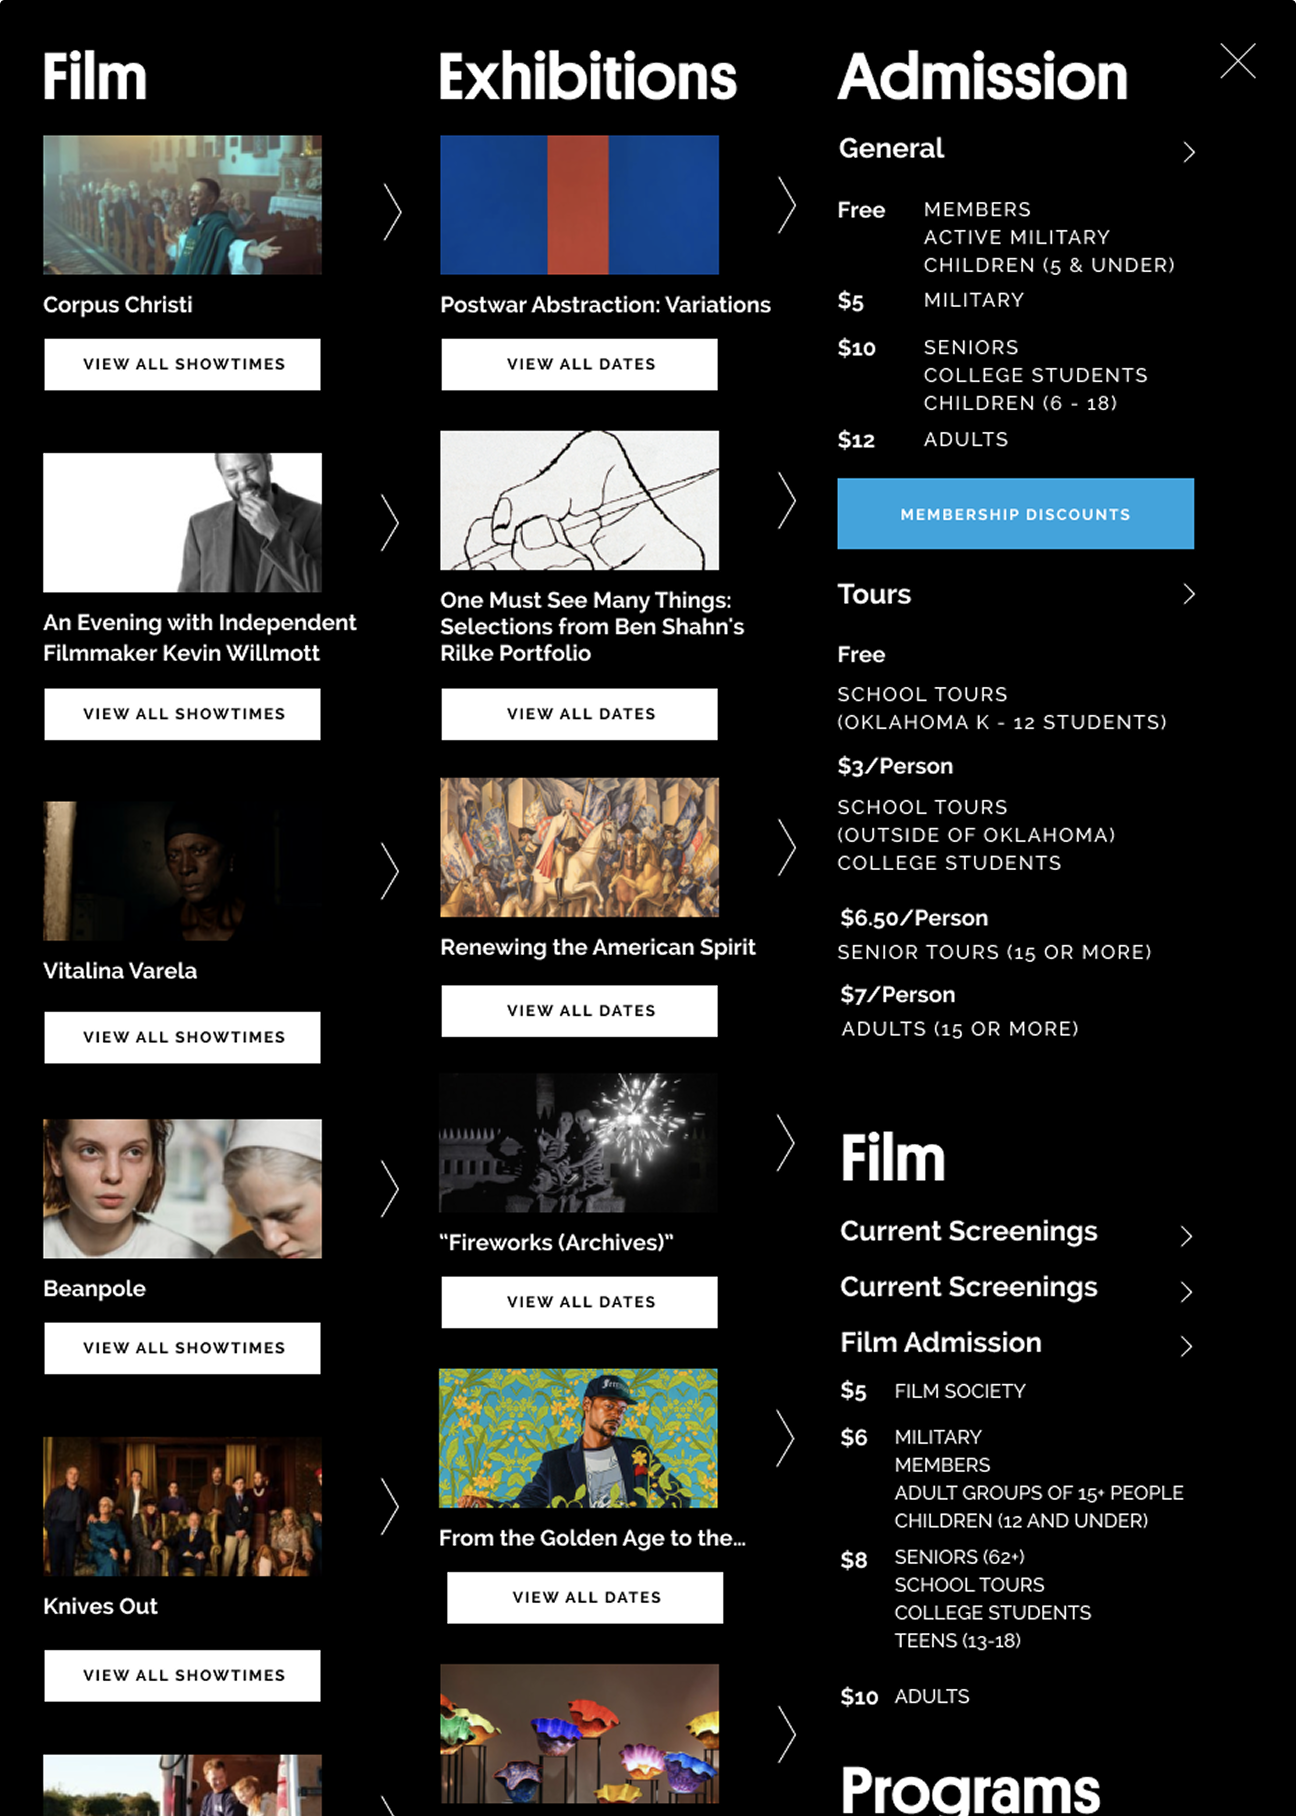 Film
Corpus Christi
VIEW ALL SHOWTIMES
An Evening with Independent
Filmmaker Kevin Willmott
VIEW ALL SHOWTIMES
Vitalina Varela
VIEW ALL SHOWTIMES
Beanpole
VIEW ALL SHOWTIMES
Knives Out
VIEW ALL SHOWTIMES
Exhibitions
Postwar Abstraction: Variations
VIEW ALL DATES
One Must See Many Things:
Selections from Ben Shahn's
Rilke Portfolio
VIEW ALL DATES
Renewing the American Spirit
VIEW ALL DATES
“Fireworks (Archives)”
VIEW ALL DATES
From the Golden Age to the...
VIEW ALL DATES
Admission
General
Free MEMBERS
ACTIVE MILITARY
CHILDREN (5 & UNDER)
$5 MILITARY
$10 SENIORS
COLLEGE STUDENTS
CHILDREN (6 - 18)
$12 ADULTS
MEMBERSHIP DISCOUNTS
Tours
Free
SCHOOL TOURS
(OKLAHOMA K - 12 STUDENTS)
$3/Person
SCHOOL TOURS
(OUTSIDE OF OKLAHOMA)
COLLEGE STUDENTS
$6.50/Person
SENIOR TOURS (15 OR MORE)
$7/Person
ADULTS (15 OR MORE)
Film
Current Screenings
Current Screenings
Film Admission
$5 FILM SOCIETY
$6 MILITARY
MEMBERS
ADULT GROUPS OF 15+ PEOPLE
CHILDREN (12 AND UNDER)
$8 SENIORS (62+)
SCHOOL TOURS
COLLEGE STUDENTS
TEENS (13-18)
$10 ADULTS
Programs